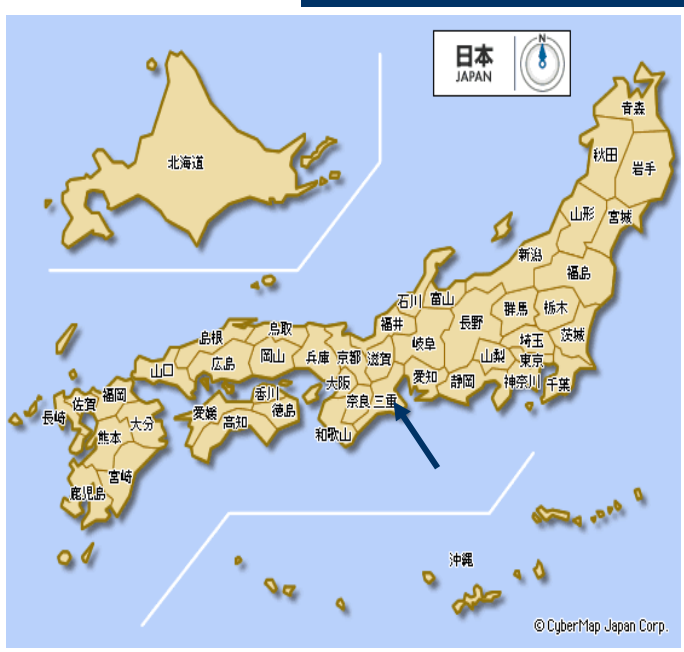 日本
JAPAN
N
北海道
青森
秋田
岩手
山形
宮城
新潟
福島
石川
富山
群馬
栃木
福井
長野
茨城
島根
鳥取
岐阜
埼玉
山口
広島
岡山
兵庫
京都
滋賀
山梨
東京
愛知
静岡
神奈川
千葉
大阪
香川
奈良
三重
佐賀
福岡
愛媛
徳島
長崎
大分
高知
熊本
和歌山
宮崎
鹿児島
沖縄
© CyberMap Japan Corp.